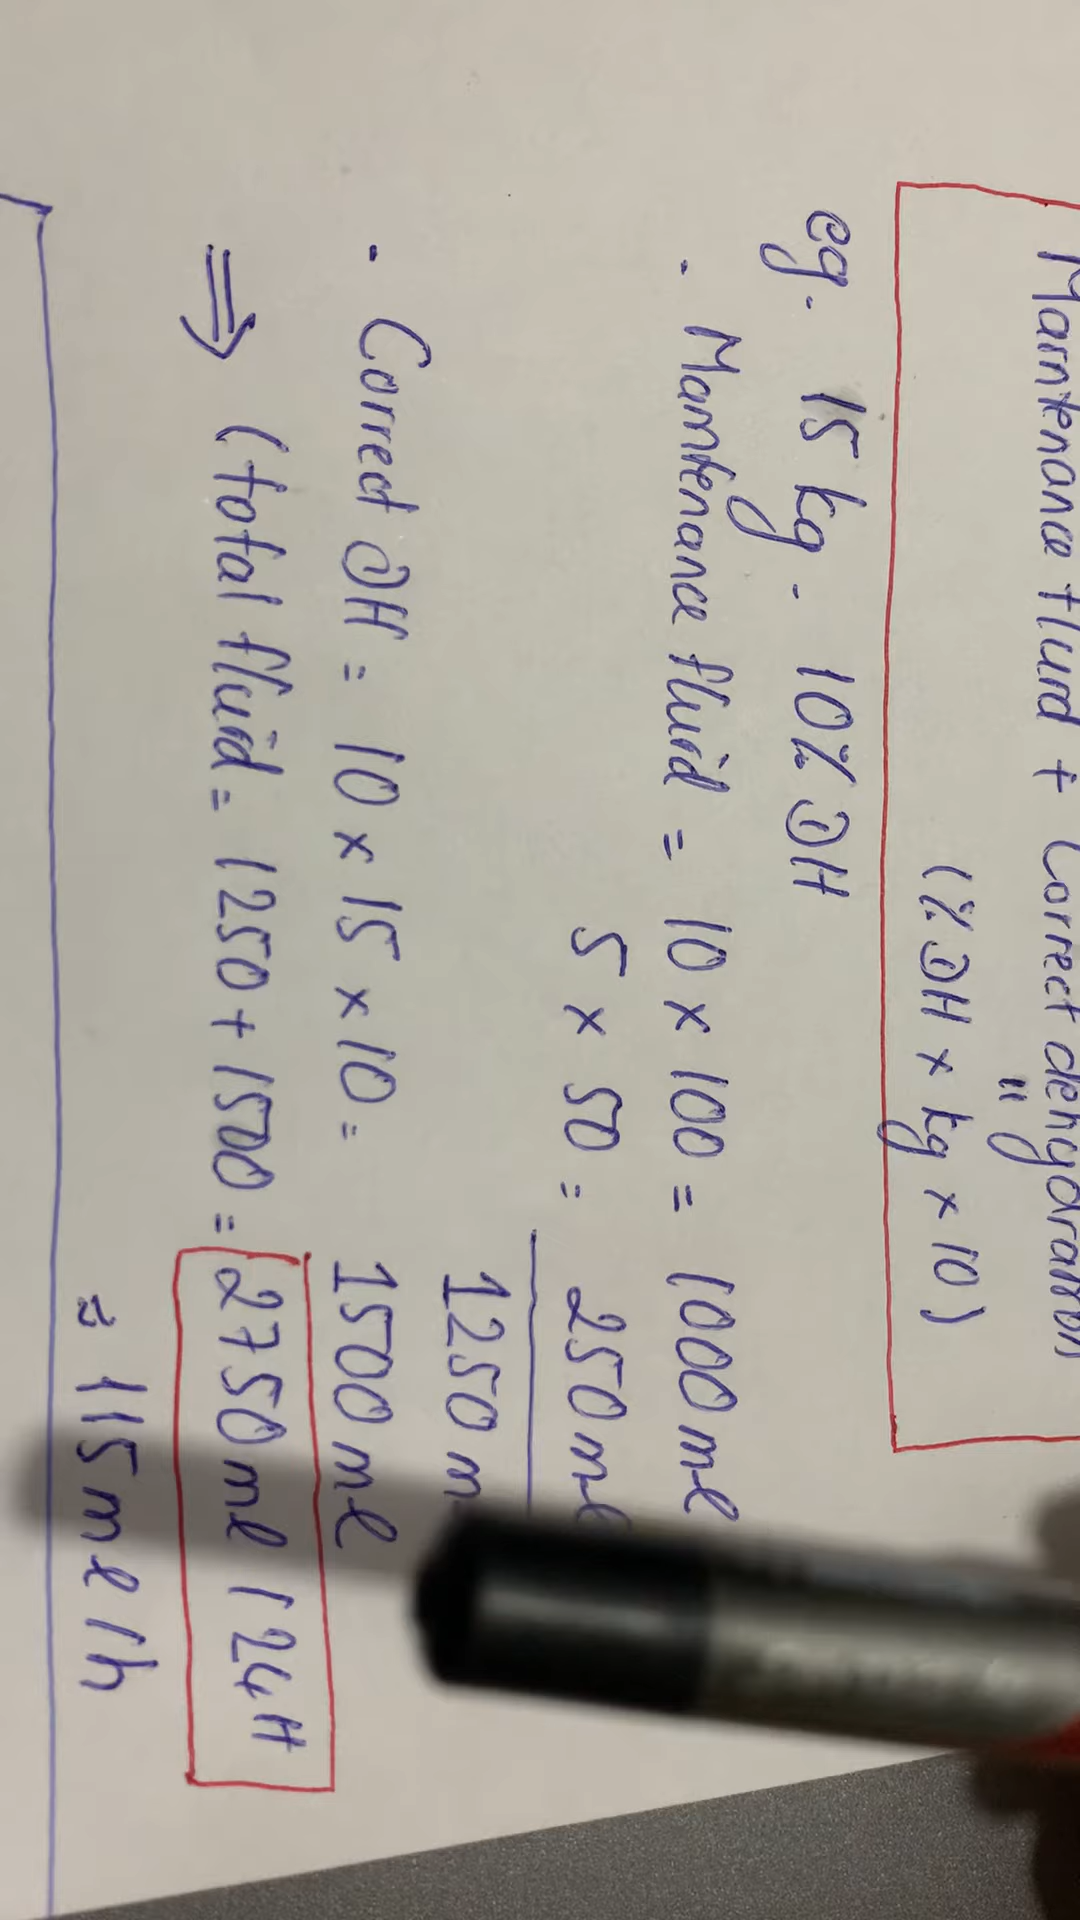 Maintenance fluid + Correct dehydration
"
(% DH × kg × 10)
eg. 15 kg - 10% DH
· Maintenance fluid = 10 × 100 = 1000 ml
5 × 50 = 250 ml
1250 m
· Correct DH = 10 × 15 × 10 = 1500 ml
⇒ (total fluid = 1250 + 1500 = 2750 ml / 24H
= 115 ml / h